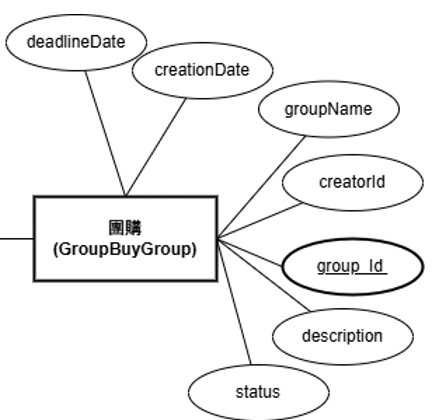 deadlineDate
creationDate
groupName
creatorId
團購
(GroupBuyGroup)
group_Id
description
status